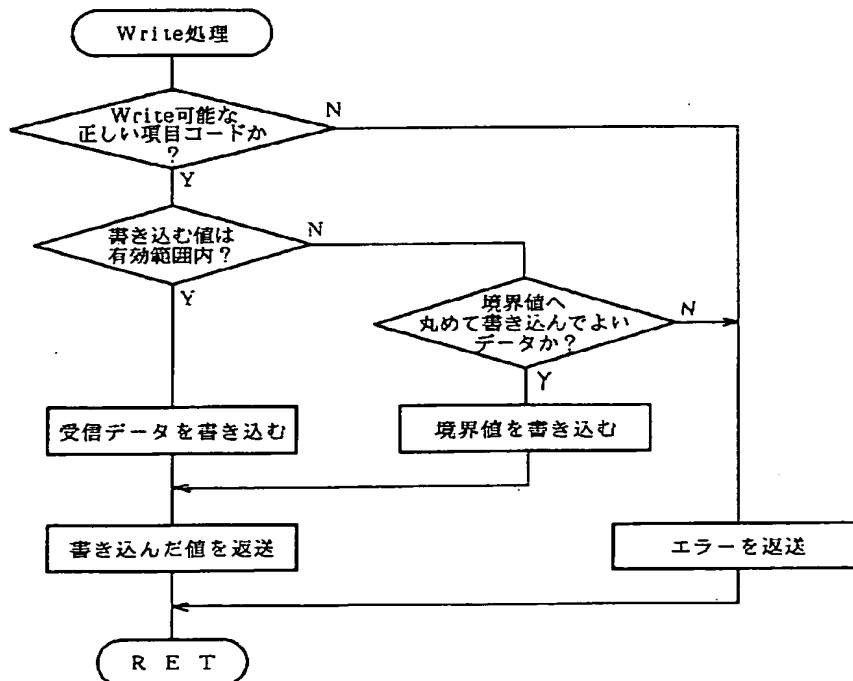 Write処理
Write可能な
正しい項目コードか
?
N
Y
書き込む値は
有効範囲内?
N
Y
境界値へ
丸めて書き込んでよい
データか?
N
Y
受信データを書き込む
境界値を書き込む
書き込んだ値を返送
エラーを返送
R E T